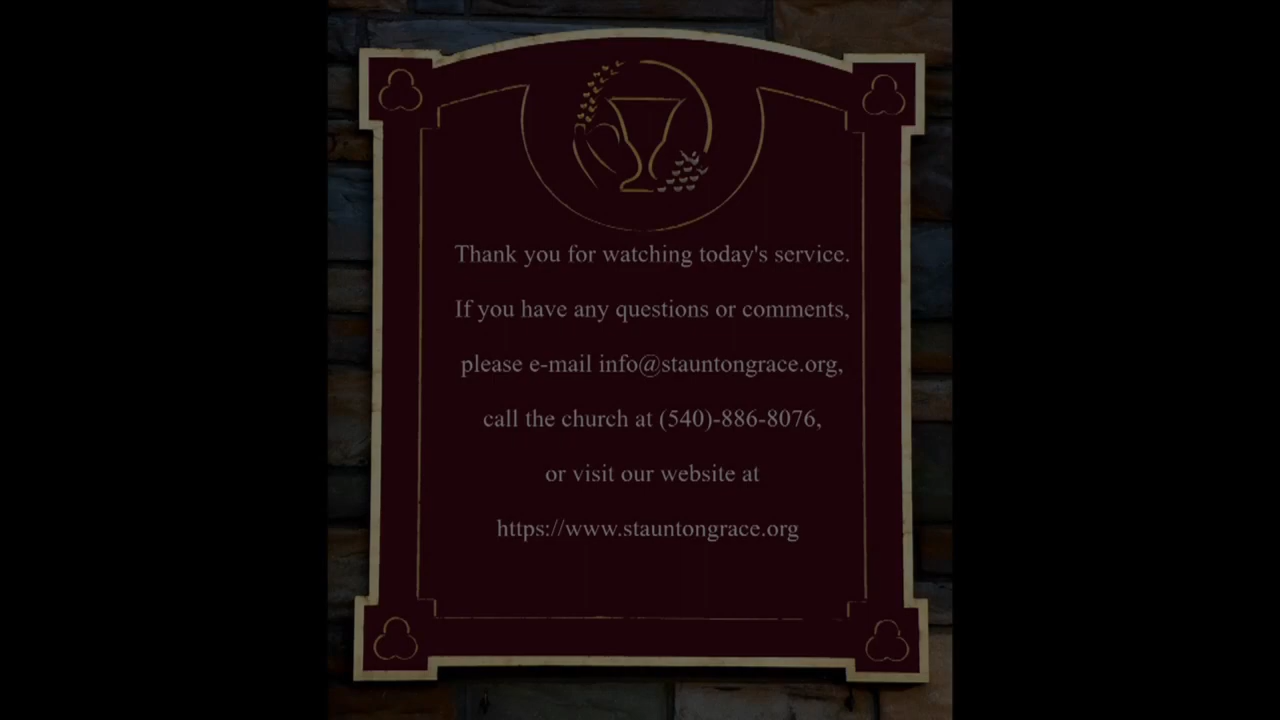 Thank you for watching today's service.
If you have any questions or comments,
please e-mail info@stauntongrace.org,
call the church at (540)-886-8076,
or visit our website at
https://www.stauntongrace.org